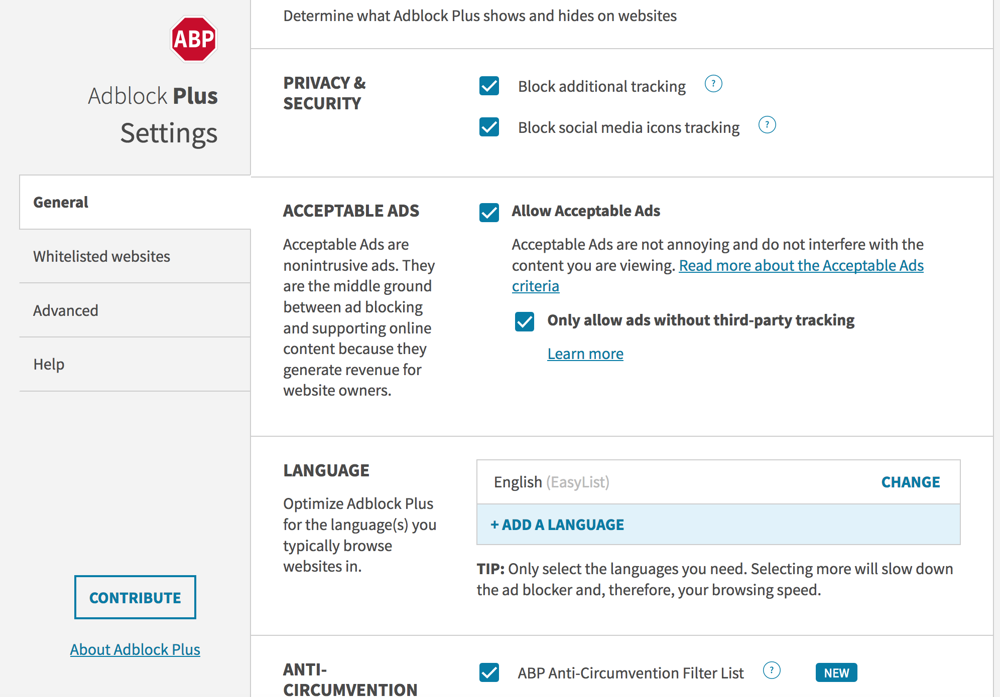 ABP
Adblock Plus
Settings
General
Whitelisted websites
Advanced
Help
CONTRIBUTE
About Adblock Plus
Determine what Adblock Plus shows and hides on websites
PRIVACY &
SECURITY
Block additional tracking ?
Block social media icons tracking ?
ACCEPTABLE ADS
Acceptable Ads are
nonintrusive ads. They
are the middle ground
between ad blocking
and supporting online
content because they
generate revenue for
website owners.
Allow Acceptable Ads
Acceptable Ads are not annoying and do not interfere with the
content you are viewing. Read more about the Acceptable Ads
criteria
Only allow ads without third-party tracking
Learn more
LANGUAGE
Optimize Adblock Plus
for the language(s) you
typically browse
websites in.
English (EasyList) CHANGE
+ ADD A LANGUAGE
TIP: Only select the languages you need. Selecting more will slow down
the ad blocker and, therefore, your browsing speed.
ANTI-
CIRCUMVENTION
ABP Anti-Circumvention Filter List ? NEW